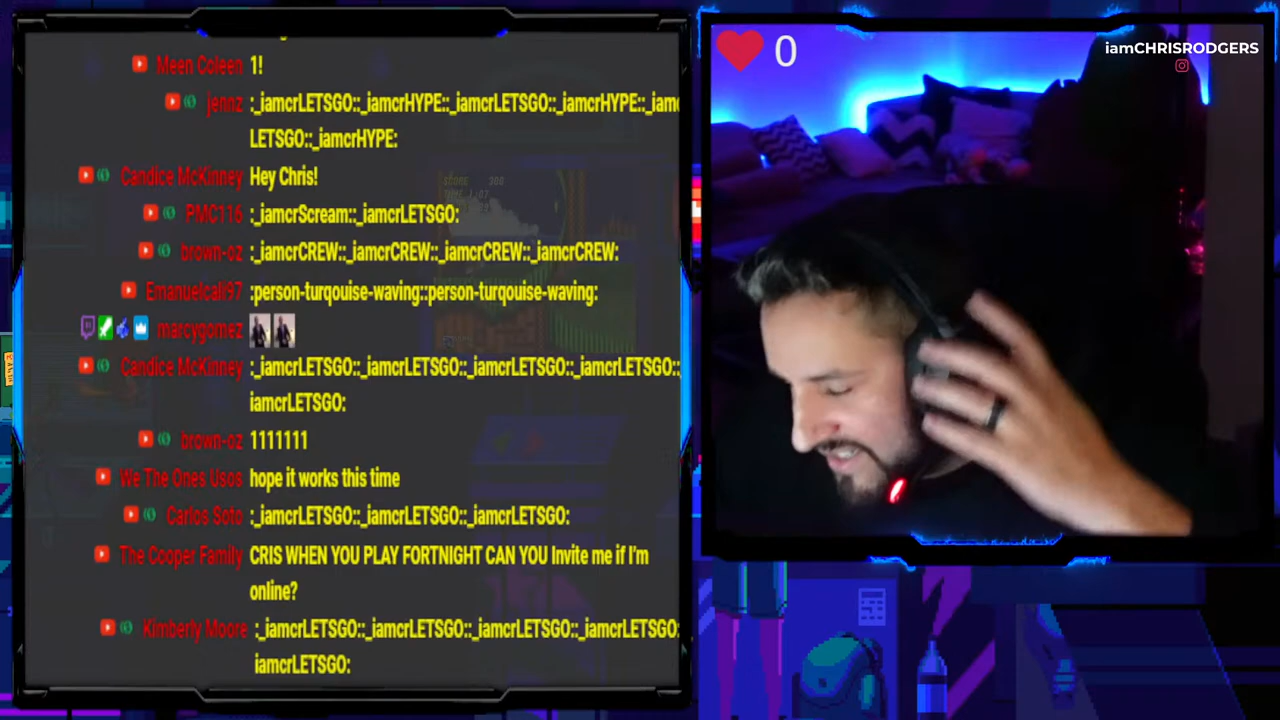 Meen Coleen 1!
jennz :_iamcrLETSGO::_iamcrHYPE::_iamcrLETSGO::_iamcrHYPE::_iamc
LETSGO::_iamcrHYPE:
Candice McKinney Hey Chris!
PMC116 :_iamcrScream::_iamcrLETSGO:
brown-oz :_iamcrCREW::_iamcrCREW::_iamcrCREW::_iamcrCREW:
Emanuelcali97 :person-turqouise-waving::person-turqouise-waving:
marcygomez
Candice McKinney :_iamcrLETSGO::_iamcrLETSGO::_iamcrLETSGO::_iamcrLETSGO::_
iamcrLETSGO:
brown-oz 1111111
We The Ones Usos hope it works this time
Carlos Soto :_iamcrLETSGO::_iamcrLETSGO::_iamcrLETSGO:
The Cooper Family CRIS WHEN YOU PLAY FORTNIGHT CAN YOU Invite me if I'm
online?
Kimberly Moore :_iamcrLETSGO::_iamcrLETSGO::_iamcrLETSGO::_iamcrLETSGO:
iamcrLETSGO:
0
iamCHRISRODGERS